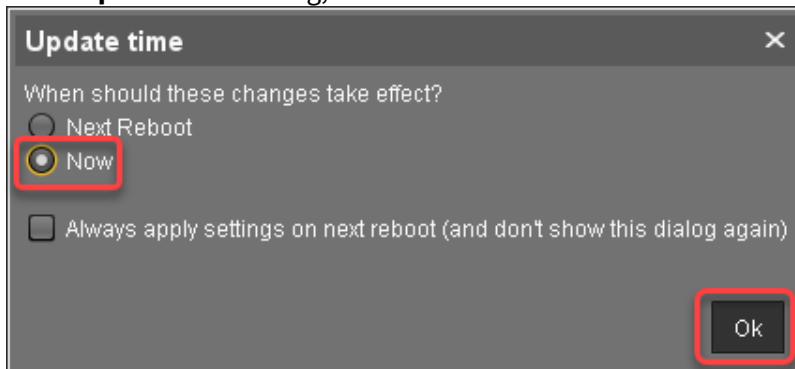 Update time
When should these changes take effect?
Next Reboot
Now
Always apply settings on next reboot (and don't show this dialog again)
Ok